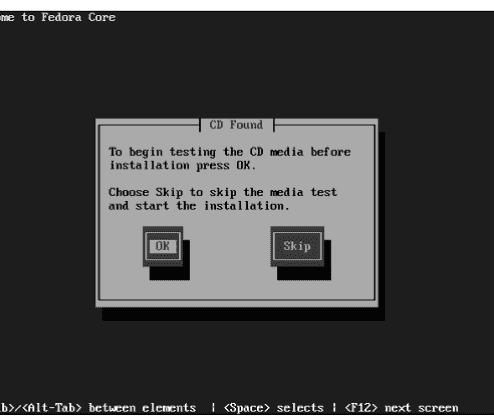 ome to Fedora Core
CD Found
To begin testing the CD media before
installation press OK.
Choose Skip to skip the media test
and start the installation.
OK Skip
b>/<Alt-Tab> between elements | <Space> selects | <F12> next screen